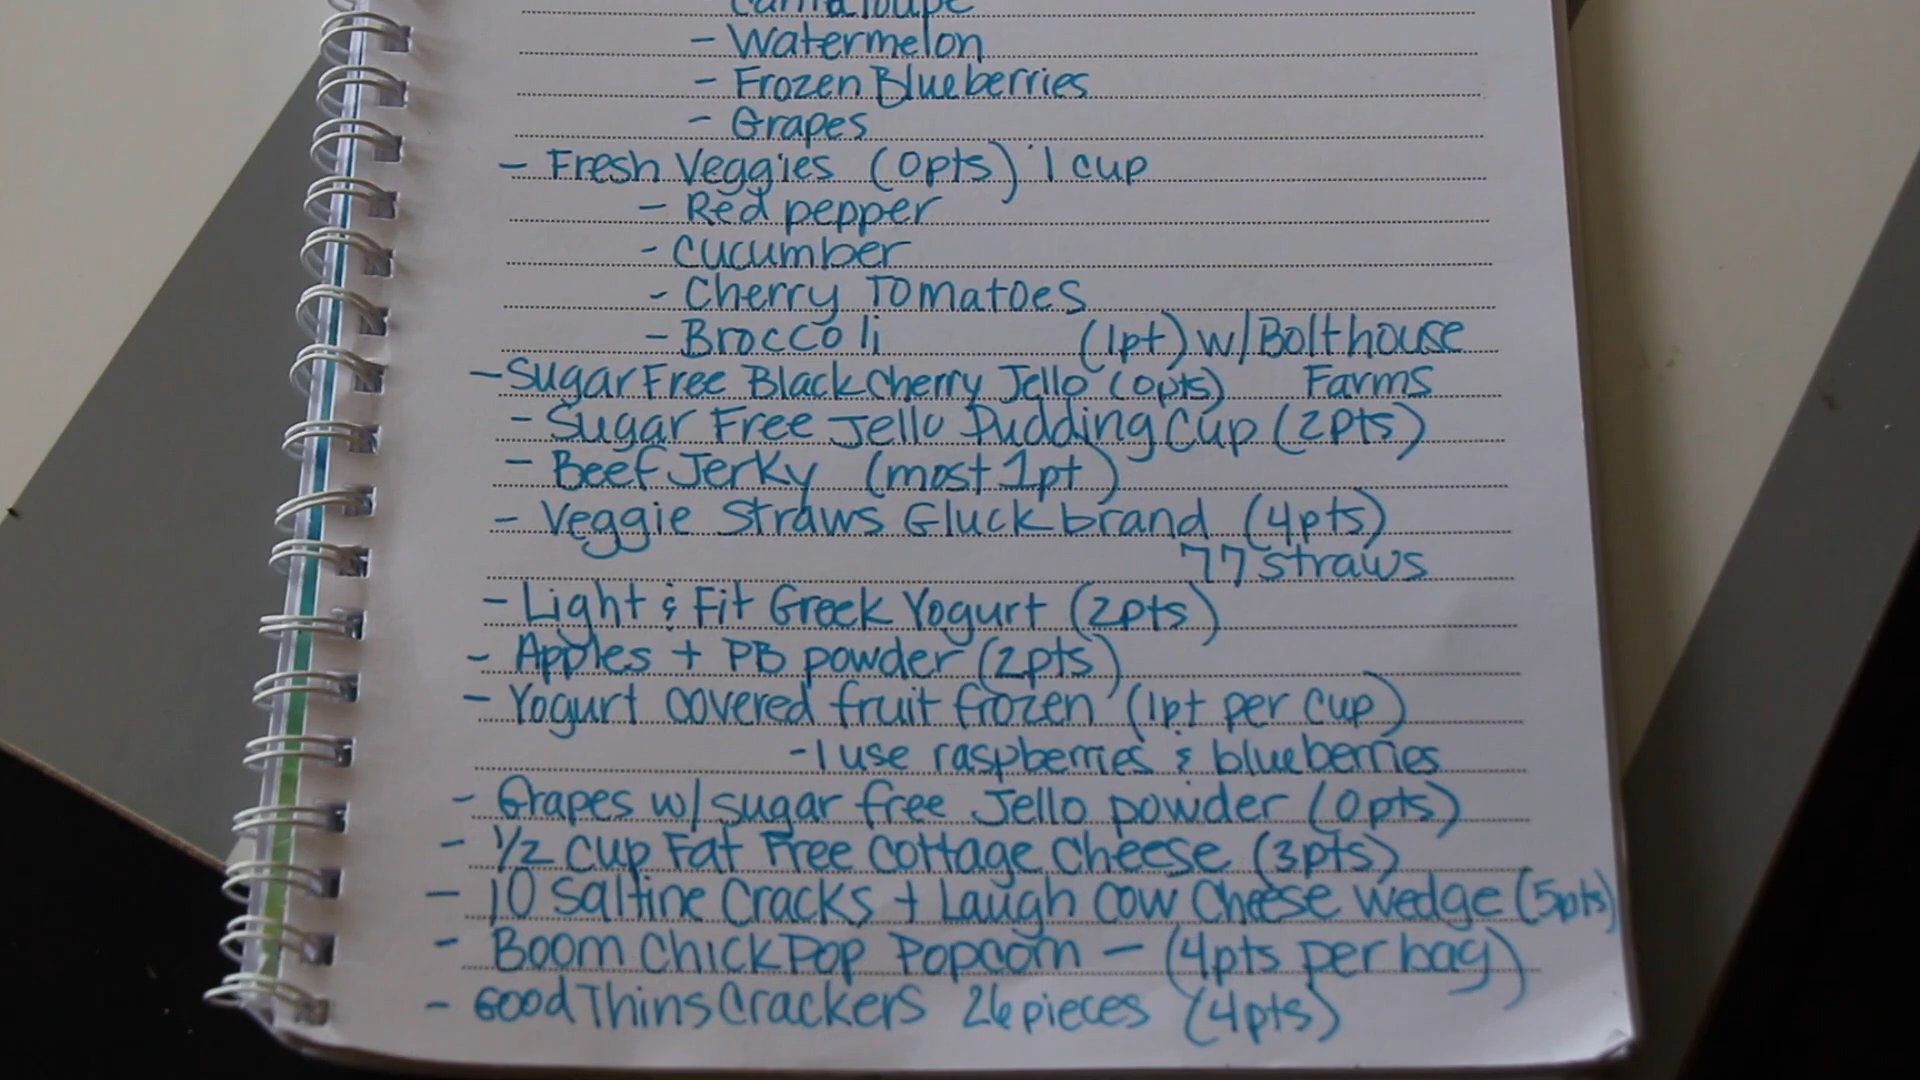 - Cantaloupe
- Watermelon
- Frozen Blueberries
- Grapes
- Fresh Veggies (0pts) 1 cup
- Red pepper
- Cucumber
- Cherry Tomatoes
- Broccoli (1pt) w/Bolthouse
- Sugar Free Black Cherry Jello (0pts) Farms
- Sugar Free Jello Pudding Cup (2pts)
- Beef Jerky (most 1pt)
- Veggie Straws Gluck brand (4pts)
77 straws
- Light & Fit Greek Yogurt (2pts)
- Apples + PB powder (2pts)
- Yogurt covered fruit frozen (1pt per cup)
- I use raspberries & blueberries
- Grapes w/sugar free Jello powder (0pts)
- 1/2 cup Fat Free Cottage Cheese (3pts)
- 10 Saltine Cracks + Laugh Cow Cheese wedge (5pts)
- Boom Chick Pop Popcorn - (4pts per bag)
- Good Thins Crackers 26 pieces (4pts)